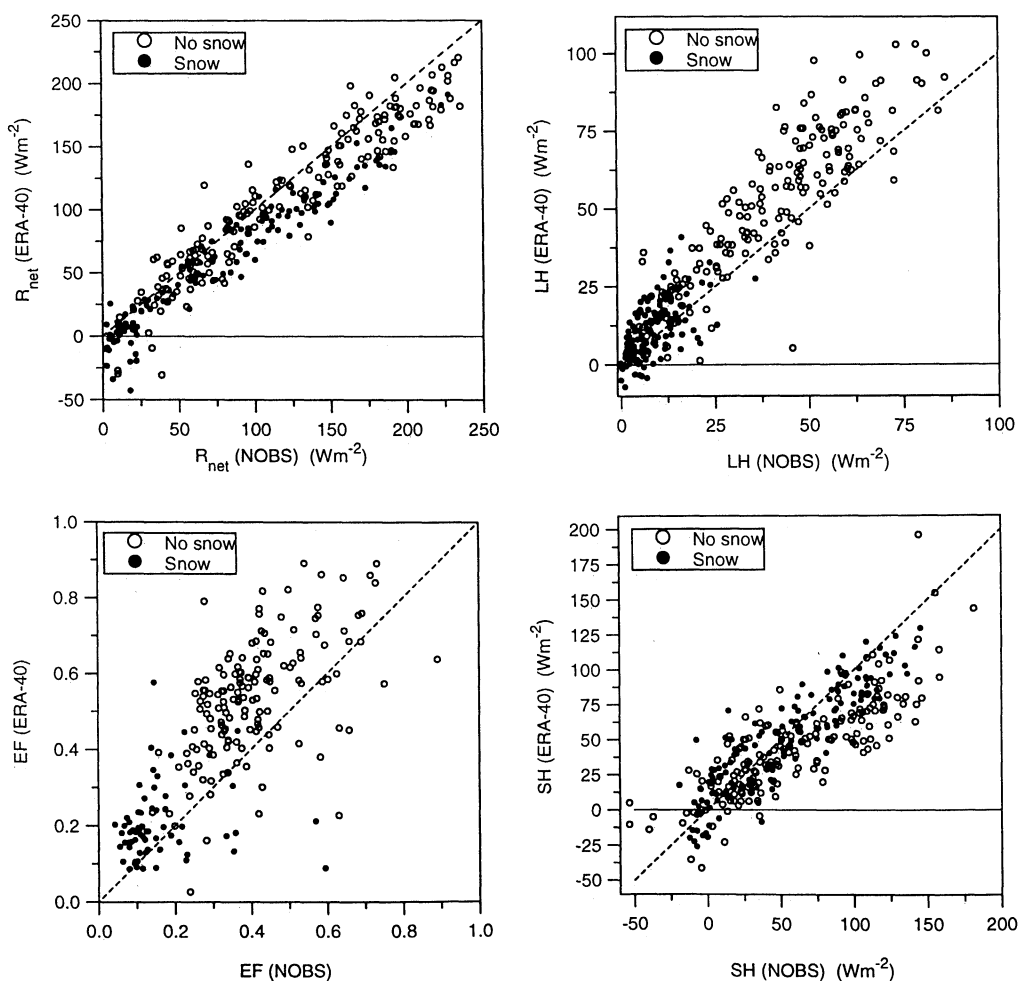 250
200
150
100
50
0
-50
R_net (ERA-40) (Wm⁻²)
No snow
Snow
0 50 100 150 200 250
R_net (NOBS) (Wm⁻²)
100
75
50
25
0
LH (ERA-40) (Wm⁻²)
No snow
Snow
0 25 50 75 100
LH (NOBS) (Wm⁻²)
1.0
0.8
0.6
0.4
0.2
0.0
EF (ERA-40)
No snow
Snow
0.0 0.2 0.4 0.6 0.8 1.0
EF (NOBS)
200
175
150
125
100
75
50
25
0
-25
-50
SH (ERA-40) (Wm⁻²)
No snow
Snow
-50 0 50 100 150 200
SH (NOBS) (Wm⁻²)